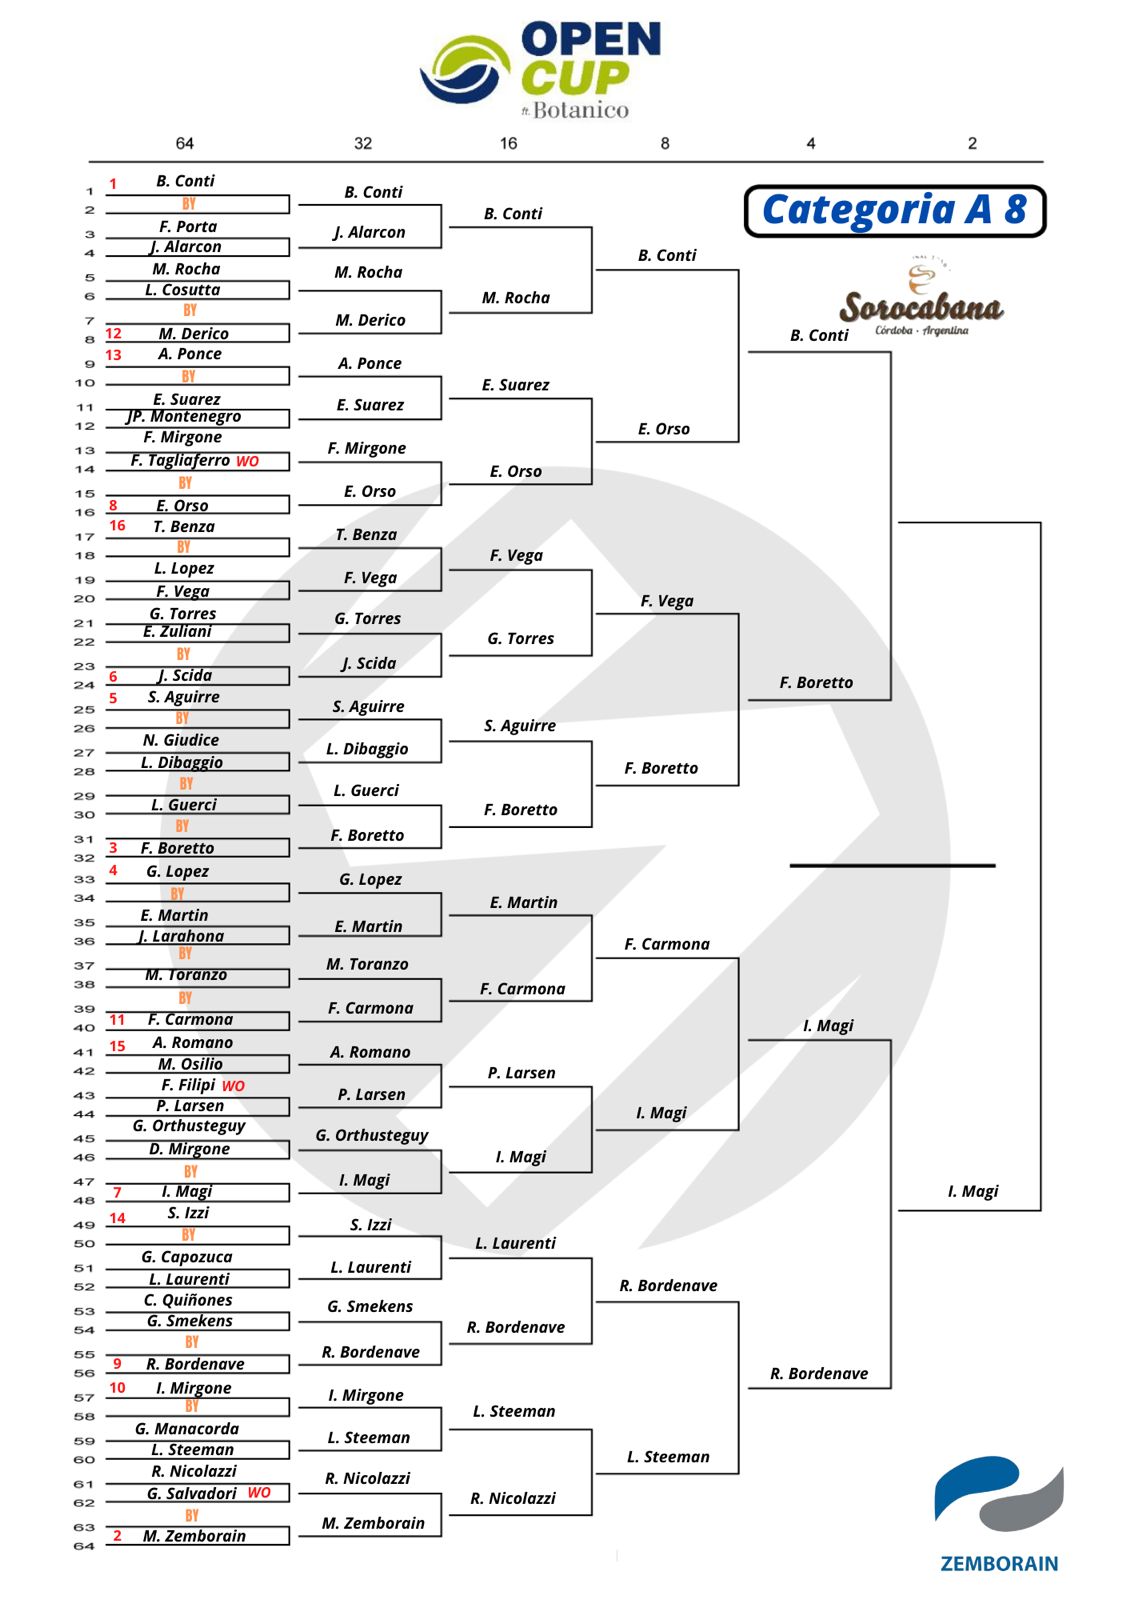 OPEN
CUP
ft. Botanico
64 32 16 8 4 2
Categoria A 8
Sorocabana
Córdoba · Argentina
1 1 B. Conti
2 BY
3 F. Porta
4 J. Alarcon
5 M. Rocha
6 L. Cosutta
7 BY
8 12 M. Derico
9 13 A. Ponce
10 BY
11 E. Suarez
12 JP. Montenegro
13 F. Mirgone
14 F. Tagliaferro WO
15 BY
16 8 E. Orso
17 16 T. Benza
18 BY
19 L. Lopez
20 F. Vega
21 G. Torres
22 E. Zuliani
23 BY
24 6 J. Scida
25 5 S. Aguirre
26 BY
27 N. Giudice
28 L. Dibaggio
29 BY
30 L. Guerci
31 BY
32 3 F. Boretto
33 4 G. Lopez
34 BY
35 E. Martin
36 J. Larahona
37 BY
38 M. Toranzo
39 BY
40 11 F. Carmona
41 15 A. Romano
42 M. Osilio
43 F. Filipi WO
44 P. Larsen
45 G. Orthusteguy
46 D. Mirgone
47 BY
48 7 I. Magi
49 14 S. Izzi
50 BY
51 G. Capozuca
52 L. Laurenti
53 C. Quiñones
54 G. Smekens
55 BY
56 9 R. Bordenave
57 10 I. Mirgone
58 BY
59 G. Manacorda
60 L. Steeman
61 R. Nicolazzi
62 G. Salvadori WO
63 BY
64 2 M. Zemborain
B. Conti
J. Alarcon
M. Rocha
M. Derico
A. Ponce
E. Suarez
F. Mirgone
E. Orso
T. Benza
F. Vega
G. Torres
J. Scida
S. Aguirre
L. Dibaggio
L. Guerci
F. Boretto
G. Lopez
E. Martin
M. Toranzo
F. Carmona
A. Romano
P. Larsen
G. Orthusteguy
I. Magi
S. Izzi
L. Laurenti
G. Smekens
R. Bordenave
I. Mirgone
L. Steeman
R. Nicolazzi
M. Zemborain
B. Conti
M. Rocha
E. Suarez
E. Orso
F. Vega
G. Torres
S. Aguirre
F. Boretto
E. Martin
F. Carmona
P. Larsen
I. Magi
L. Laurenti
R. Bordenave
L. Steeman
R. Nicolazzi
B. Conti
E. Orso
F. Vega
F. Boretto
F. Carmona
I. Magi
R. Bordenave
L. Steeman
B. Conti
F. Boretto
I. Magi
R. Bordenave
I. Magi
ZEMBORAIN